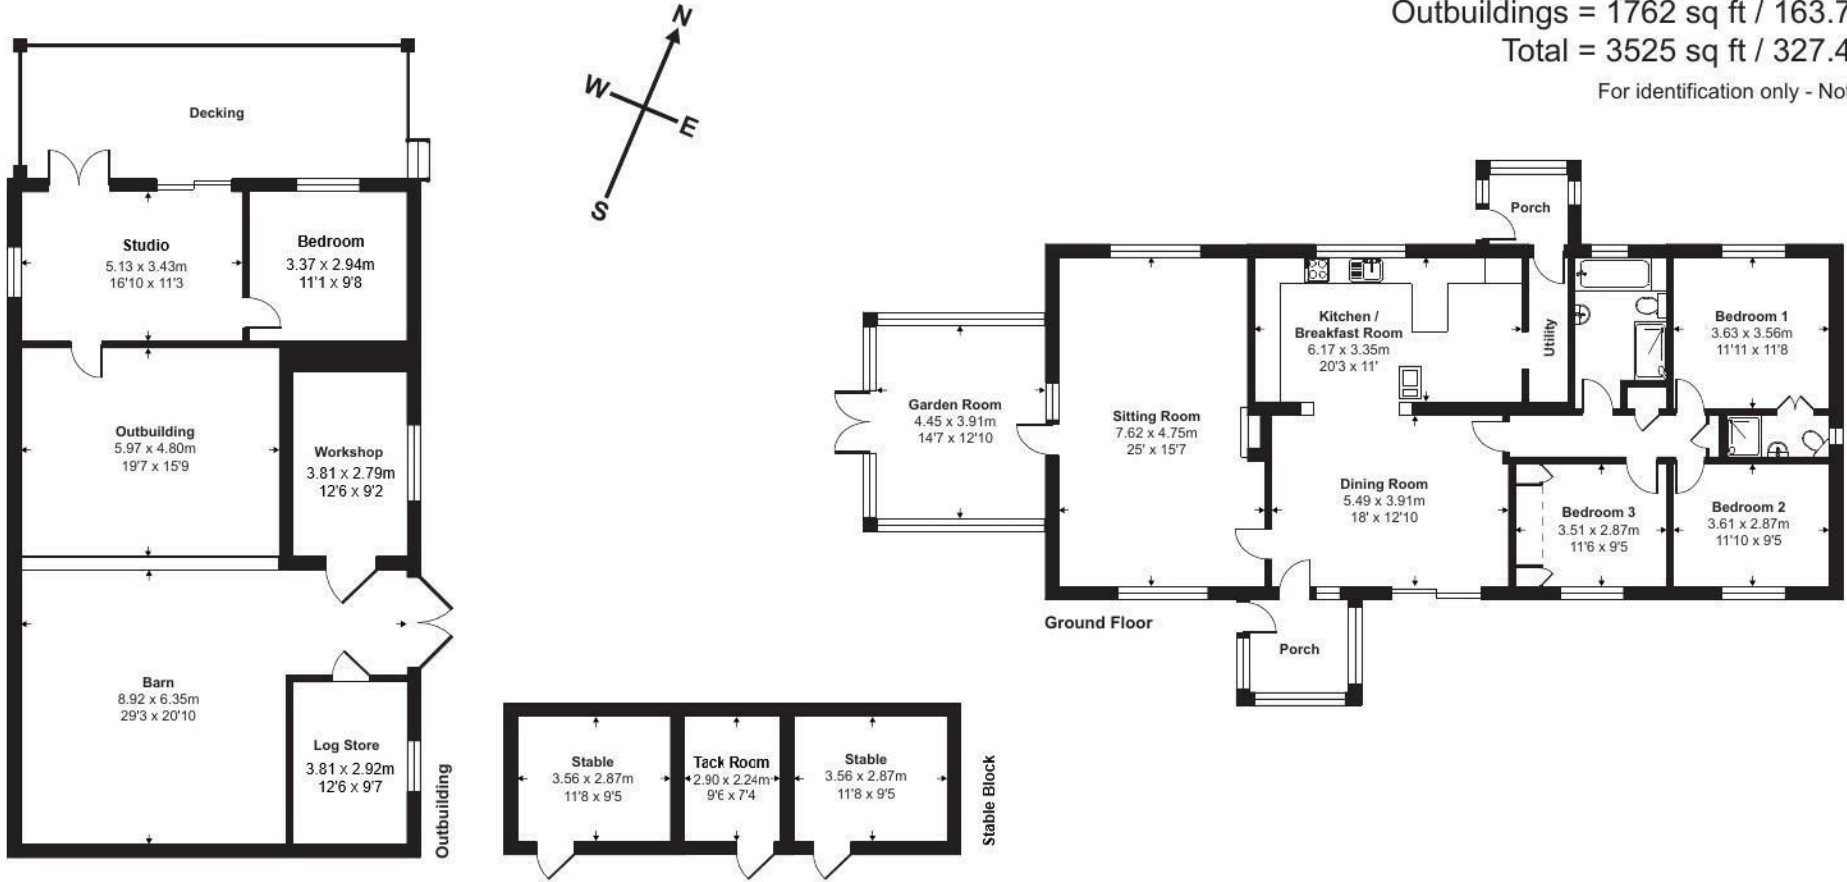 Outbuildings = 1762 sq ft / 163.7
Total = 3525 sq ft / 327.4
For identification only - Not
N
W
E
S
Decking
Studio
5.13 x 3.43m
16'10 x 11'3
Bedroom
3.37 x 2.94m
11'1 x 9'8
Outbuilding
5.97 x 4.80m
19'7 x 15'9
Workshop
3.81 x 2.79m
12'6 x 9'2
Barn
8.92 x 6.35m
29'3 x 20'10
Log Store
3.81 x 2.92m
12'6 x 9'7
Outbuilding
Stable
3.56 x 2.87m
11'8 x 9'5
Tack Room
2.90 x 2.24m
9'6 x 7'4
Stable
3.56 x 2.87m
11'8 x 9'5
Stable Block
Porch
Kitchen /
Breakfast Room
6.17 x 3.35m
20'3 x 11'
Utility
Bedroom 1
3.63 x 3.56m
11'11 x 11'8
Garden Room
4.45 x 3.91m
14'7 x 12'10
Sitting Room
7.62 x 4.75m
25' x 15'7
Dining Room
5.49 x 3.91m
18' x 12'10
Bedroom 3
3.51 x 2.87m
11'6 x 9'5
Bedroom 2
3.61 x 2.87m
11'10 x 9'5
Ground Floor
Porch